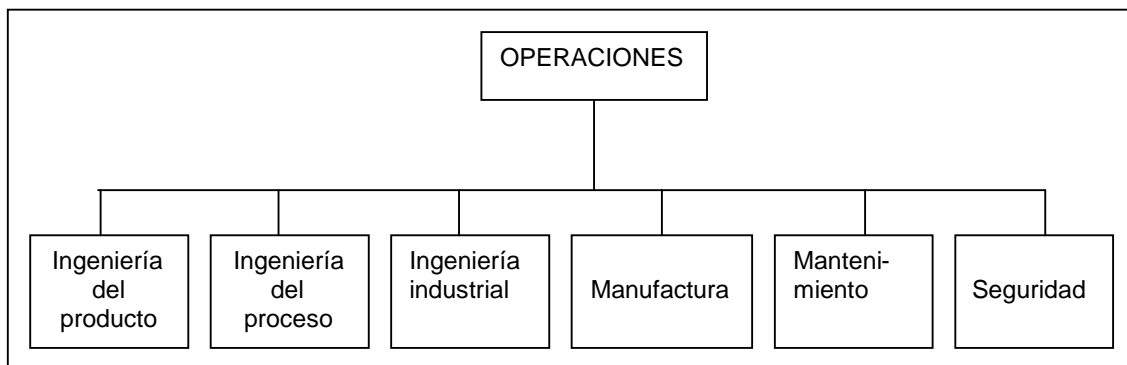 OPERACIONES
Ingeniería
del
producto
Ingeniería
del
proceso
Ingeniería
industrial
Manufactura
Manteni-
miento
Seguridad